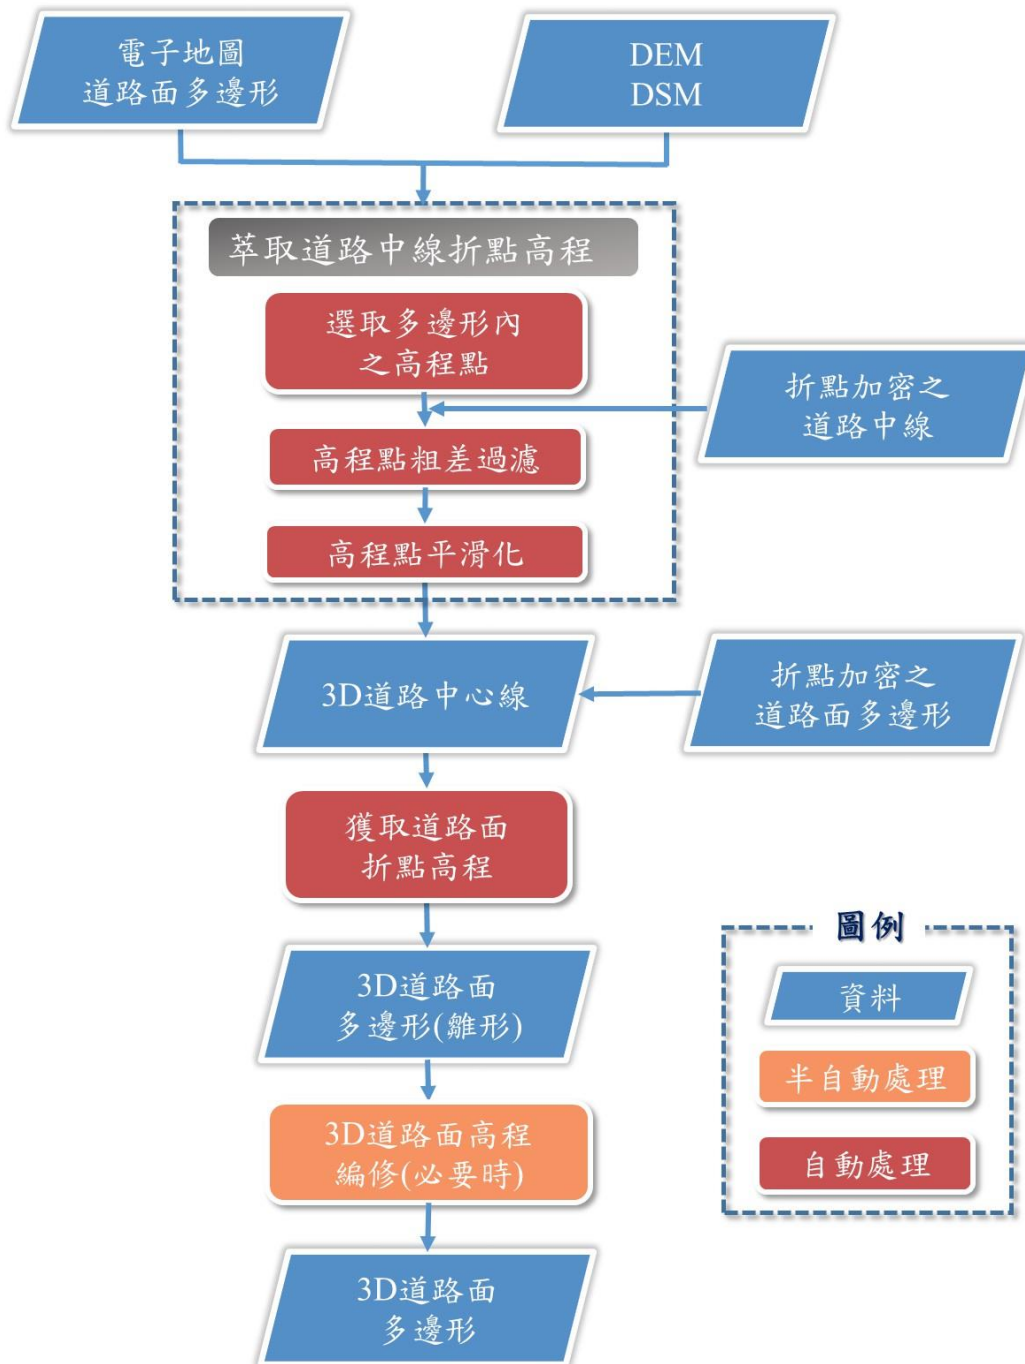 電子地圖
道路面多邊形
DEM
DSM
萃取道路中線折點高程
選取多邊形內
之高程點
折點加密之
道路中線
高程點粗差過濾
高程點平滑化
3D道路中心線
折點加密之
道路面多邊形
獲取道路面
折點高程
3D道路面
多邊形(雛形)
3D道路面高程
編修(必要時)
3D道路面
多邊形
圖例
資料
半自動處理
自動處理